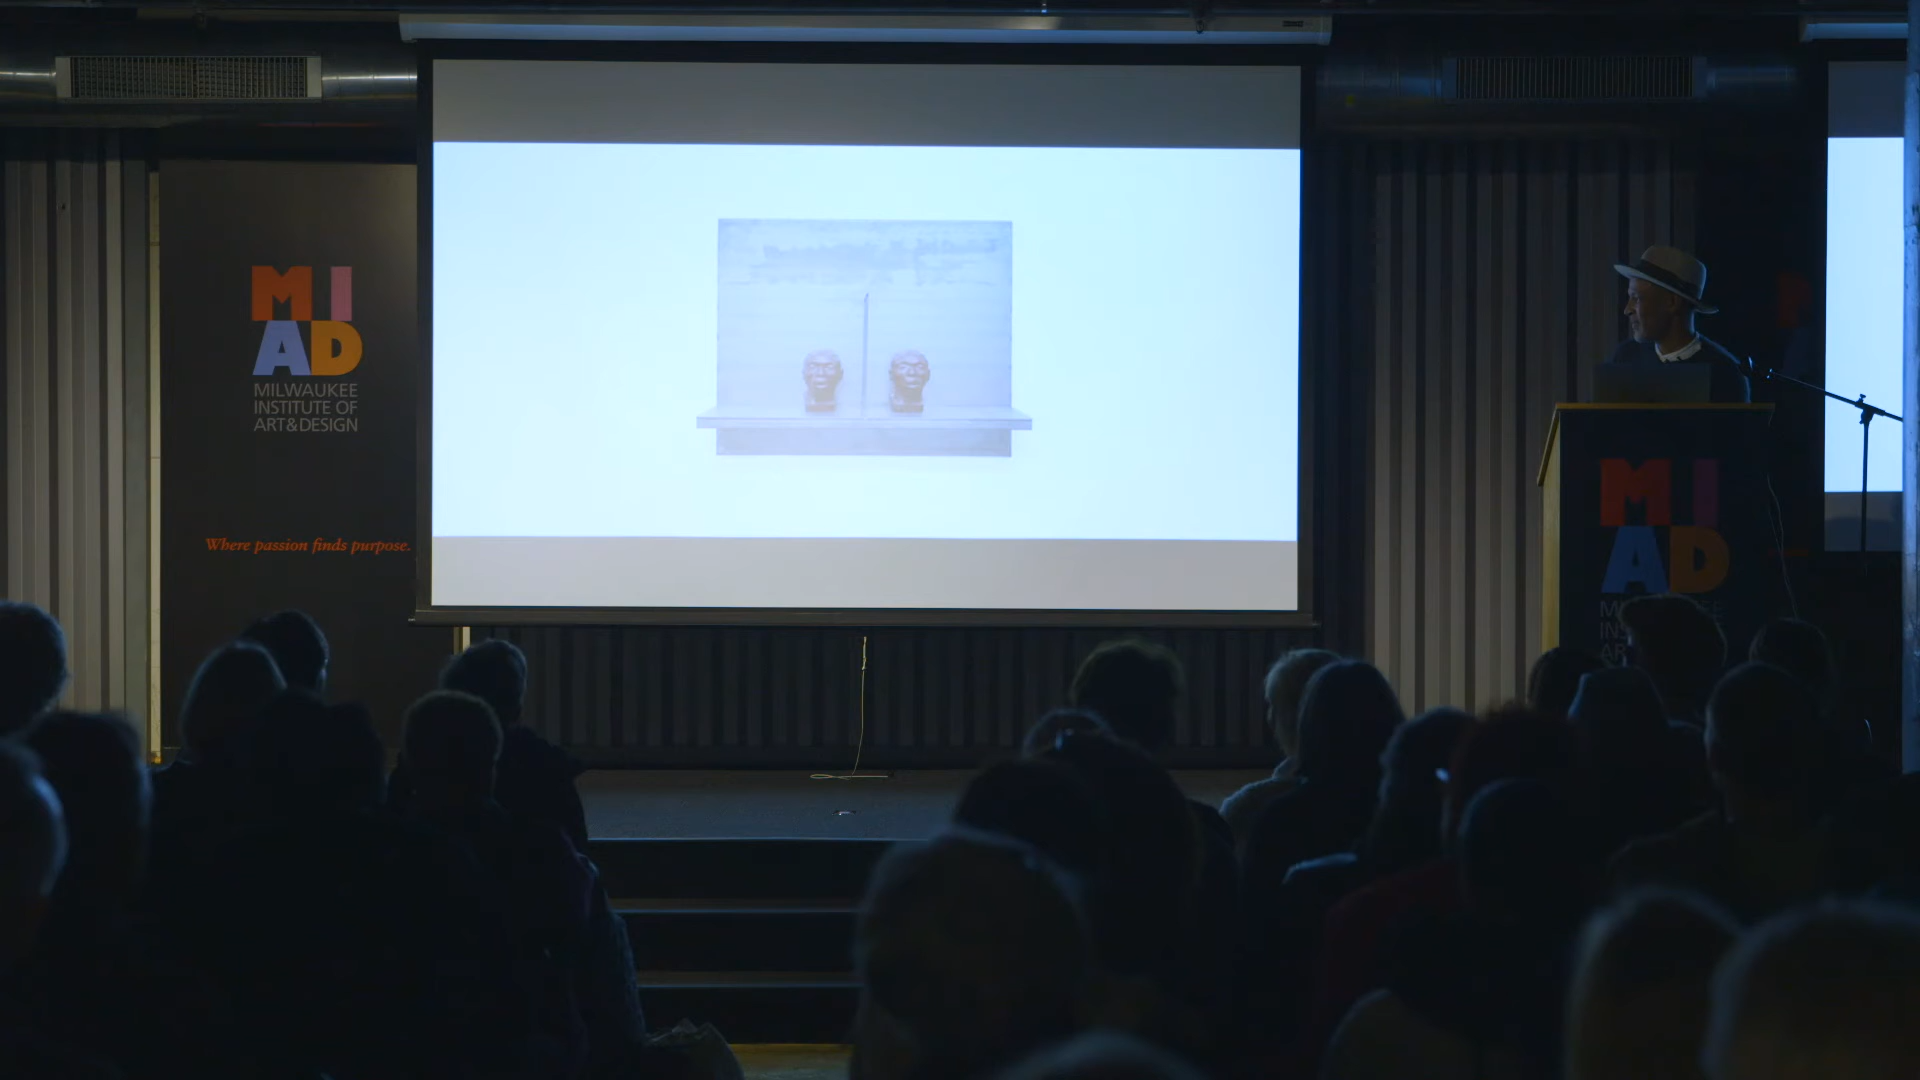 MI
AD
MILWAUKEE
INSTITUTE OF
ART&DESIGN
Where passion finds purpose.
MI
AD